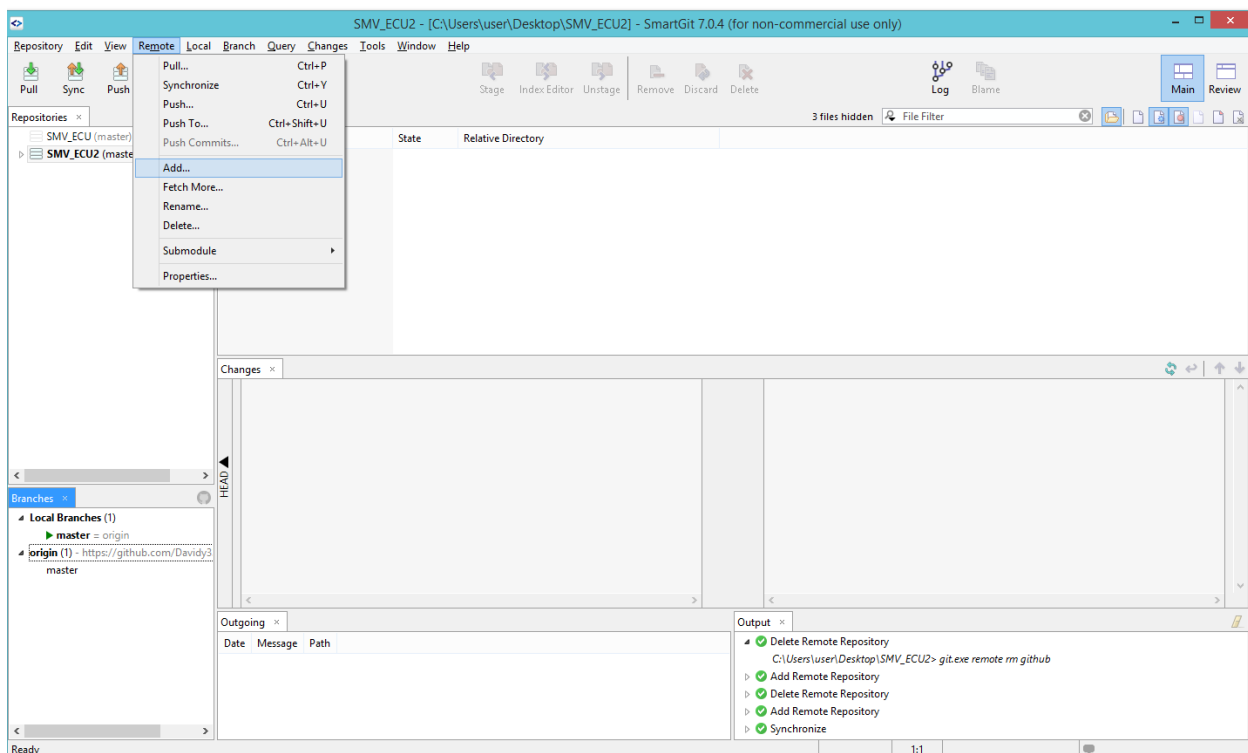 SMV_ECU2 - [C:\Users\user\Desktop\SMV_ECU2] - SmartGit 7.0.4 (for non-commercial use only)
Repository Edit View Remote Local Branch Query Changes Tools Window Help
Pull Sync Push Stage Index Editor Unstage Remove Discard Delete Log Blame Main Review
Pull... Ctrl+P
Synchronize Ctrl+Y
Push... Ctrl+U
Push To... Ctrl+Shift+U
Push Commits... Ctrl+Alt+U
Add...
Fetch More...
Rename...
Delete...
Submodule
Properties...
Repositories
SMV_ECU (master)
SMV_ECU2 (maste
3 files hidden File Filter
State Relative Directory
Changes
HEAD
Branches
Local Branches (1)
master = origin
origin (1) - https://github.com/Davidy3
master
Outgoing
Date Message Path
Output
Delete Remote Repository
C:\Users\user\Desktop\SMV_ECU2> git.exe remote rm github
Add Remote Repository
Delete Remote Repository
Add Remote Repository
Synchronize
Ready 1:1